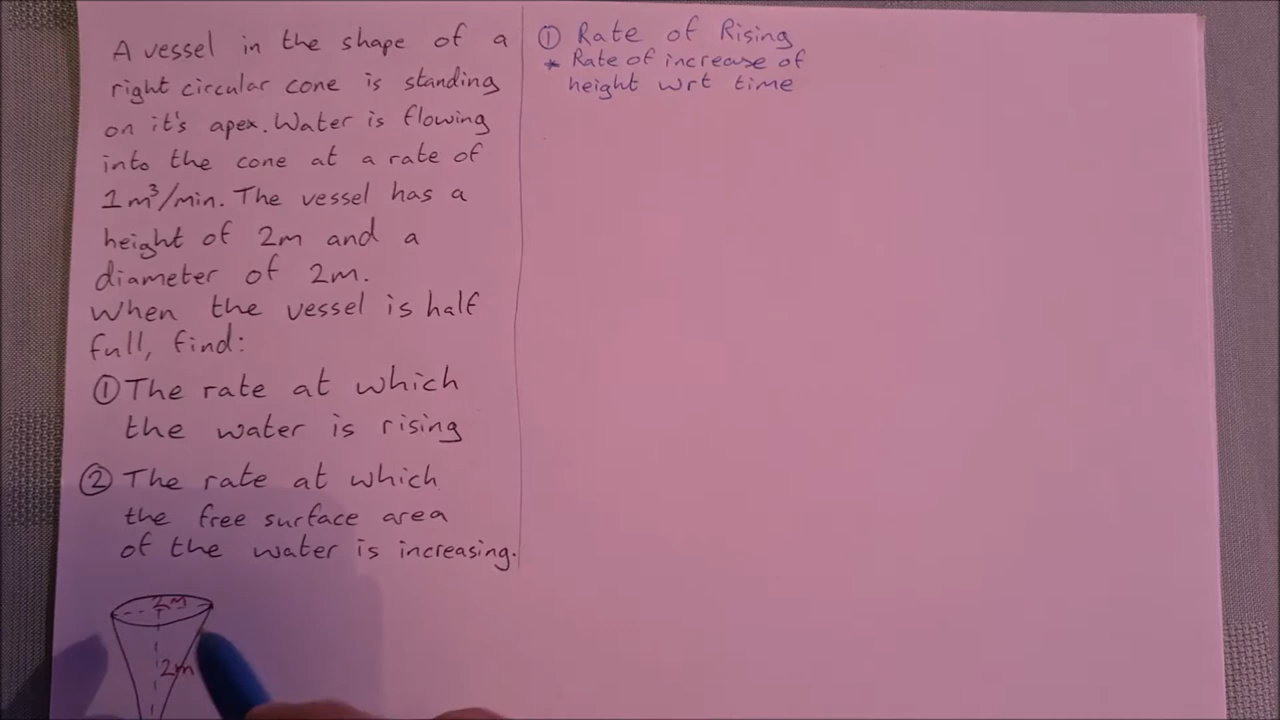 A vessel in the shape of a
right circular cone is standing
on it's apex. Water is flowing
into the cone at a rate of
1m³/min. The vessel has a
height of 2m and a
diameter of 2m.
When the vessel is half
full, find:
① The rate at which
the water is rising
② The rate at which
the free surface area
of the water is increasing.
2m
2m
① Rate of Rising
* Rate of increase of
height wrt time